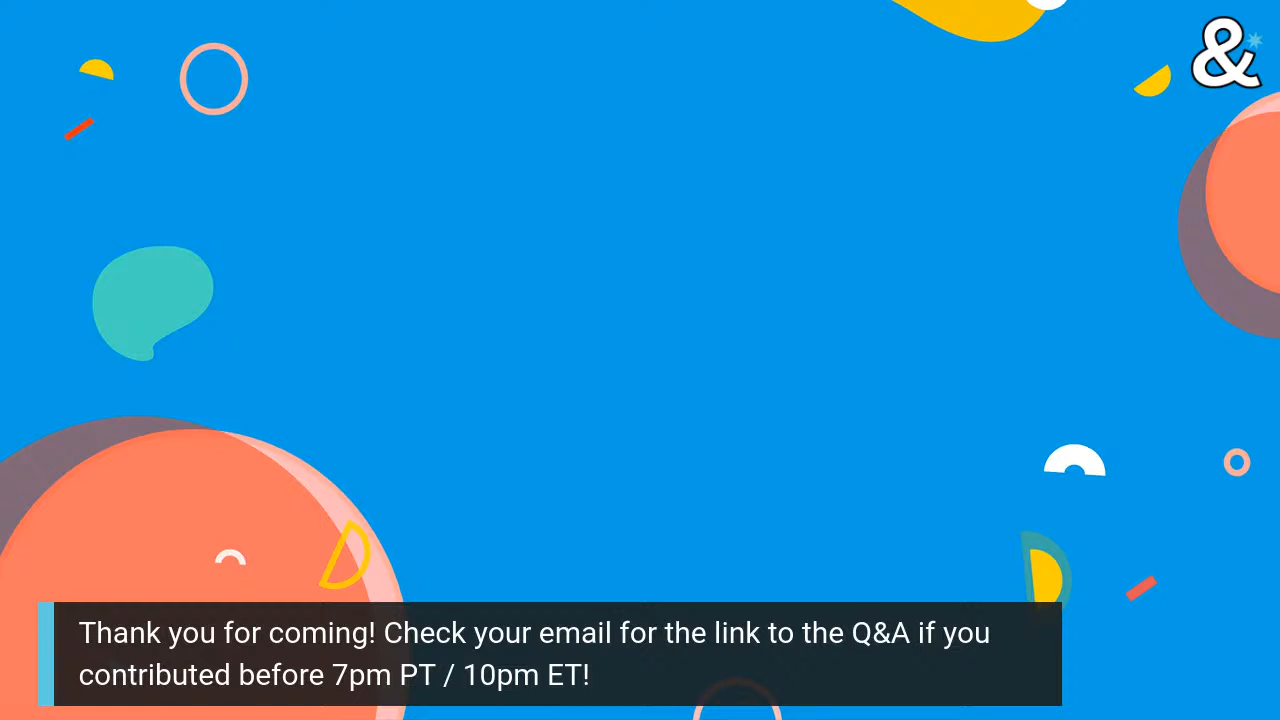 &
Thank you for coming! Check your email for the link to the Q&A if you
contributed before 7pm PT / 10pm ET!